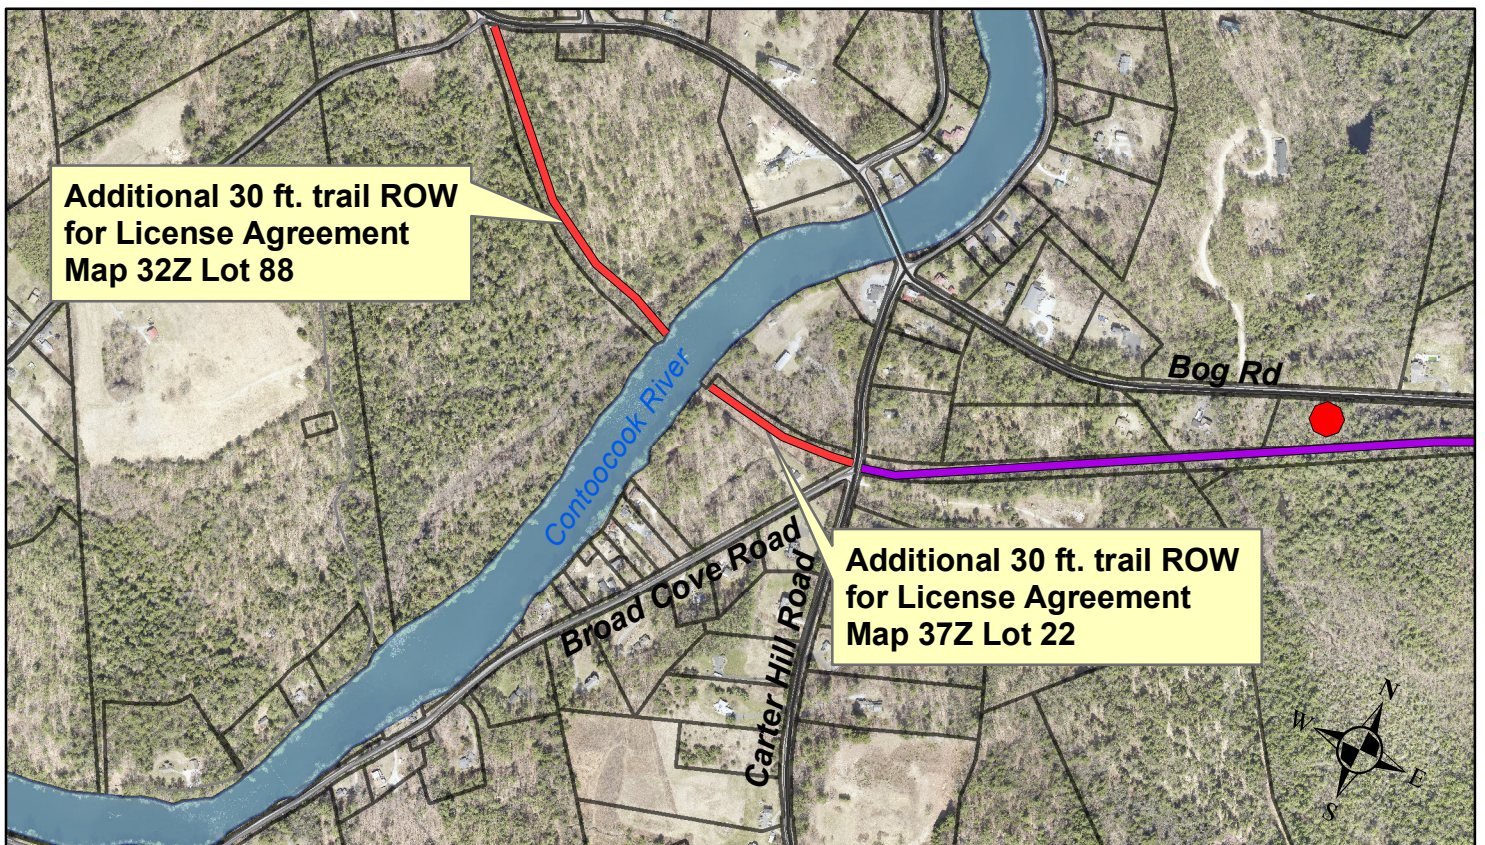 Additional 30 ft. trail ROW
for License Agreement
Map 32Z Lot 88
Bog Rd
Contoocook River
Broad Cove Road
Carter Hill Road
Additional 30 ft. trail ROW
for License Agreement
Map 37Z Lot 22
N
W
E
S